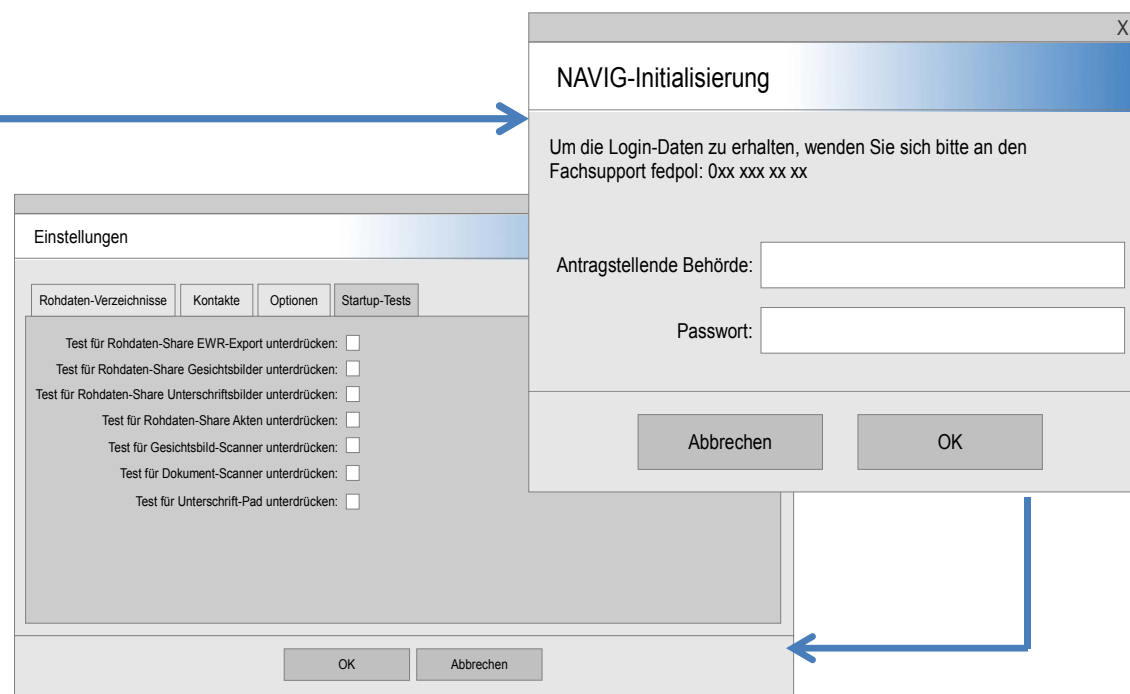 X
NAVIG-Initialisierung
Um die Login-Daten zu erhalten, wenden Sie sich bitte an den
Fachsupport fedpol: 0xx xxx xx xx
Antragstellende Behörde:
Passwort:
Abbrechen
OK
Einstellungen
Rohdaten-Verzeichnisse
Kontakte
Optionen
Startup-Tests
Test für Rohdaten-Share EWR-Export unterdrücken:
Test für Rohdaten-Share Gesichtsbilder unterdrücken:
Test für Rohdaten-Share Unterschriftsbilder unterdrücken:
Test für Rohdaten-Share Akten unterdrücken:
Test für Gesichtsbild-Scanner unterdrücken:
Test für Dokument-Scanner unterdrücken:
Test für Unterschrift-Pad unterdrücken:
OK
Abbrechen